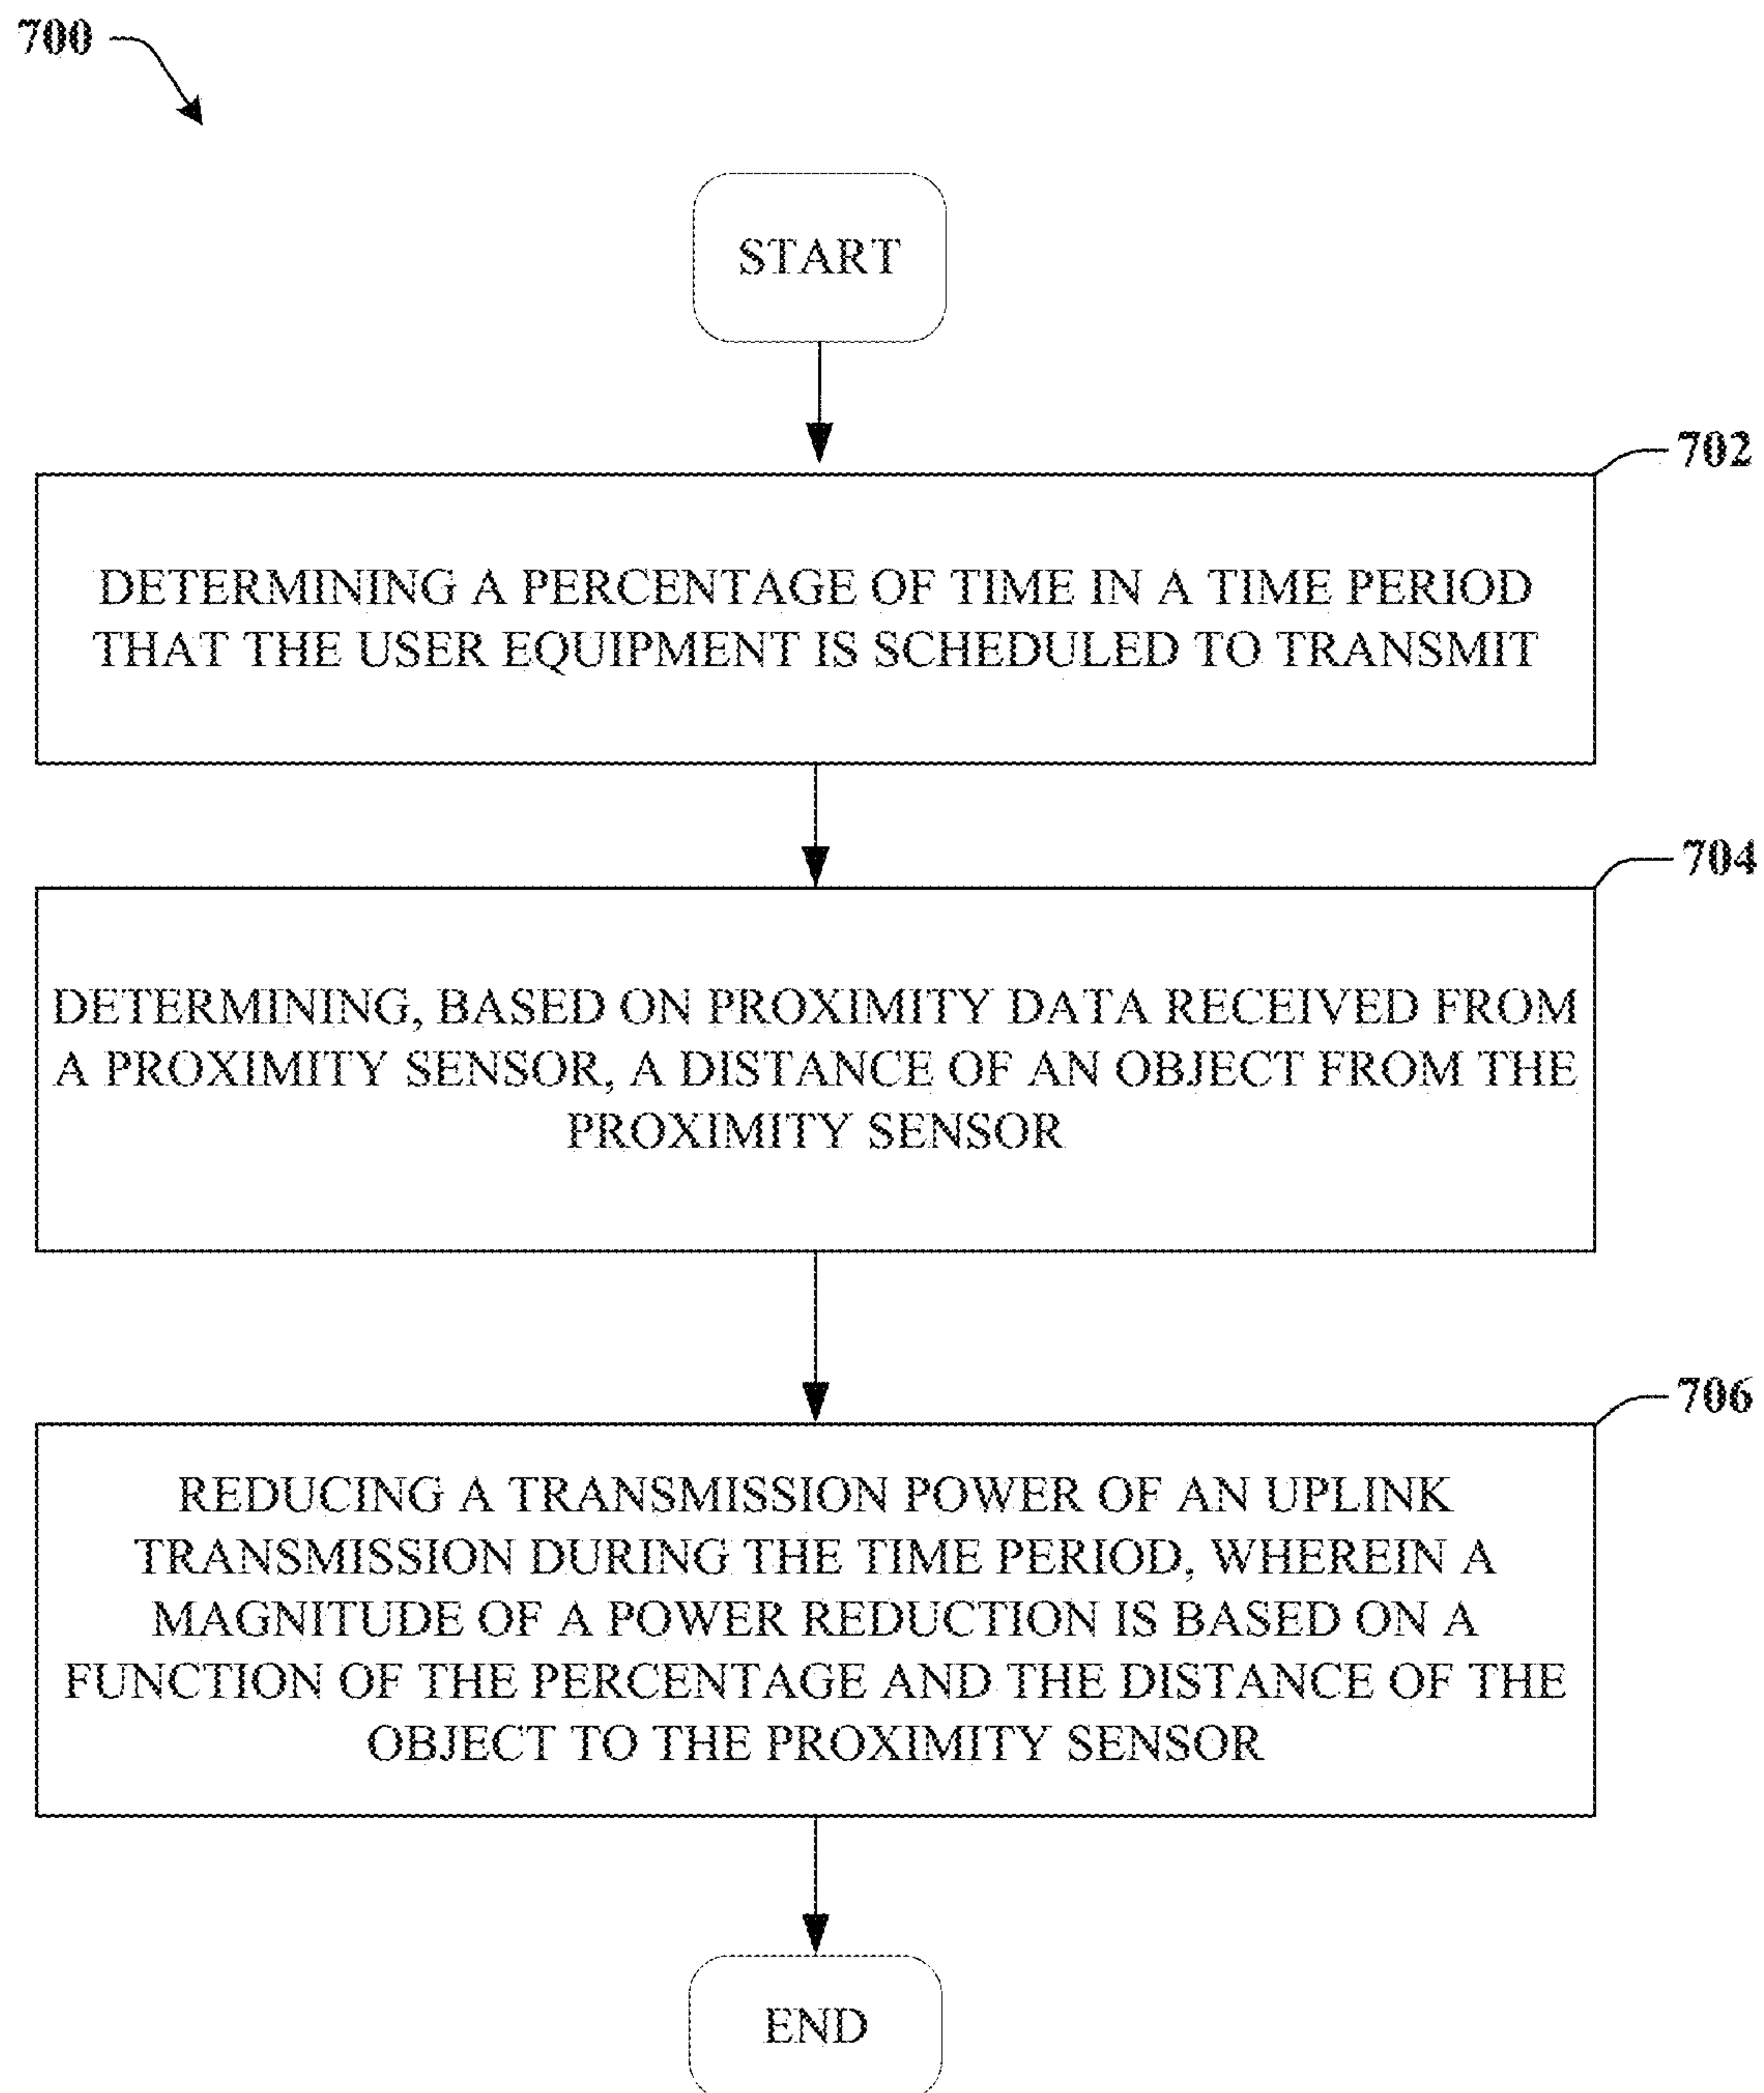 700
START
702
DETERMINING A PERCENTAGE OF TIME IN A TIME PERIOD
THAT THE USER EQUIPMENT IS SCHEDULED TO TRANSMIT
704
DETERMINING, BASED ON PROXIMITY DATA RECEIVED FROM
A PROXIMITY SENSOR, A DISTANCE OF AN OBJECT FROM THE
PROXIMITY SENSOR
706
REDUCING A TRANSMISSION POWER OF AN UPLINK
TRANSMISSION DURING THE TIME PERIOD, WHEREIN A
MAGNITUDE OF A POWER REDUCTION IS BASED ON A
FUNCTION OF THE PERCENTAGE AND THE DISTANCE OF THE
OBJECT TO THE PROXIMITY SENSOR
END